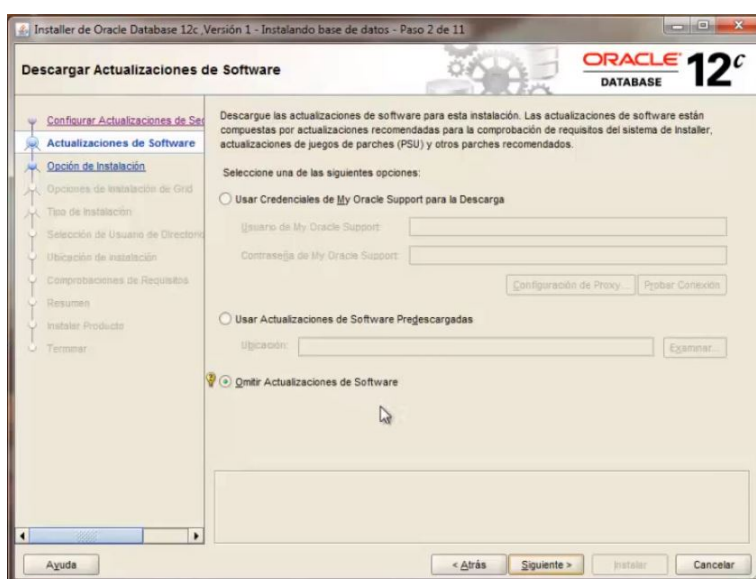 Installer de Oracle Database 12c ,Versión 1 - Instalando base de datos - Paso 2 de 11
Descargar Actualizaciones de Software
ORACLE
DATABASE
12c
Configurar Actualizaciones de Seg
Actualizaciones de Software
Opción de Instalación
Opciones de Instalación de Grid
Tipo de Instalación
Selección de Usuario de Directorio
Ubicación de instalación
Comprobaciones de Requisitos
Resumen
Instalar Producto
Terminar
Descargue las actualizaciones de software para esta instalación. Las actualizaciones de software están
compuestas por actualizaciones recomendadas para la comprobación de requisitos del sistema de Installer,
actualizaciones de juegos de parches (PSU) y otros parches recomendados.
Seleccione una de las siguientes opciones:
Usar Credenciales de My Oracle Support para la Descarga
Usuario de My Oracle Support:
Contraseña de My Oracle Support:
Configuración de Proxy...
Probar Conexión
Usar Actualizaciones de Software Predescargadas
Ubicación:
Examinar...
Omitir Actualizaciones de Software
Ayuda
< Atrás
Siguiente >
Instalar
Cancelar